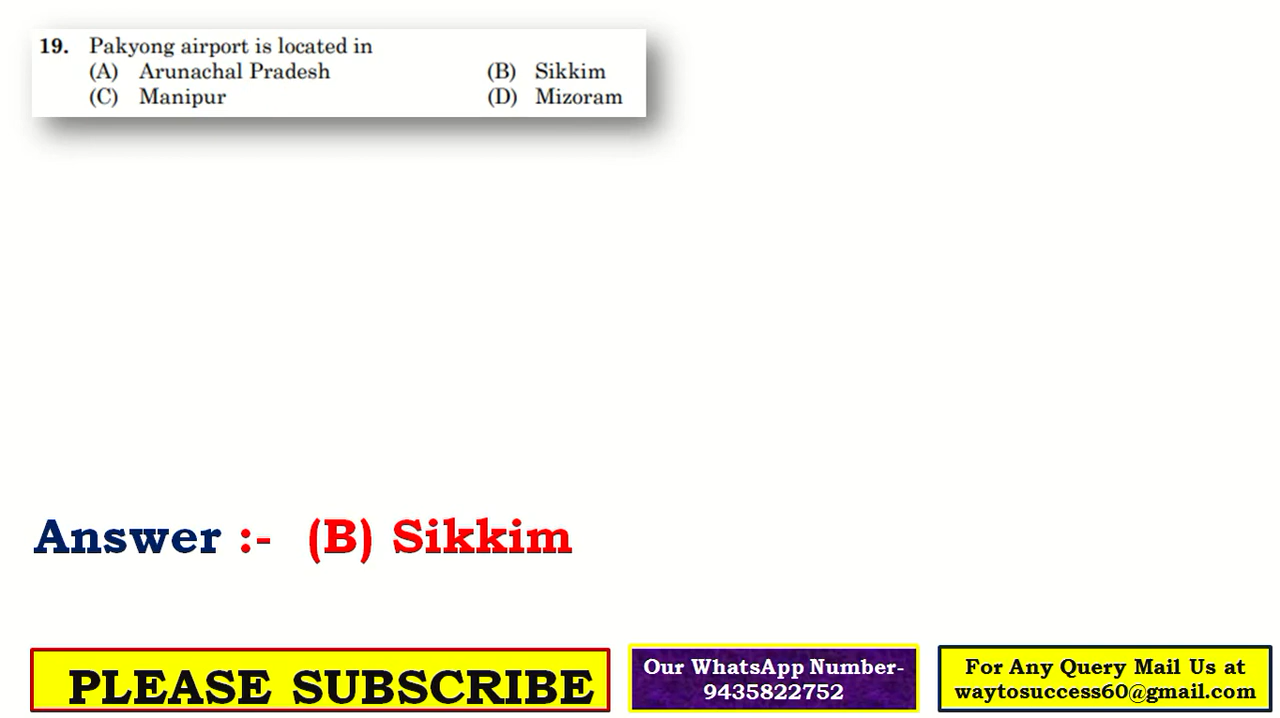 19. Pakyong airport is located in
(A) Arunachal Pradesh (B) Sikkim
(C) Manipur (D) Mizoram
Answer :- (B) Sikkim
PLEASE SUBSCRIBE
Our WhatsApp Number-
9435822752
For Any Query Mail Us at
waytosuccess60@gmail.com